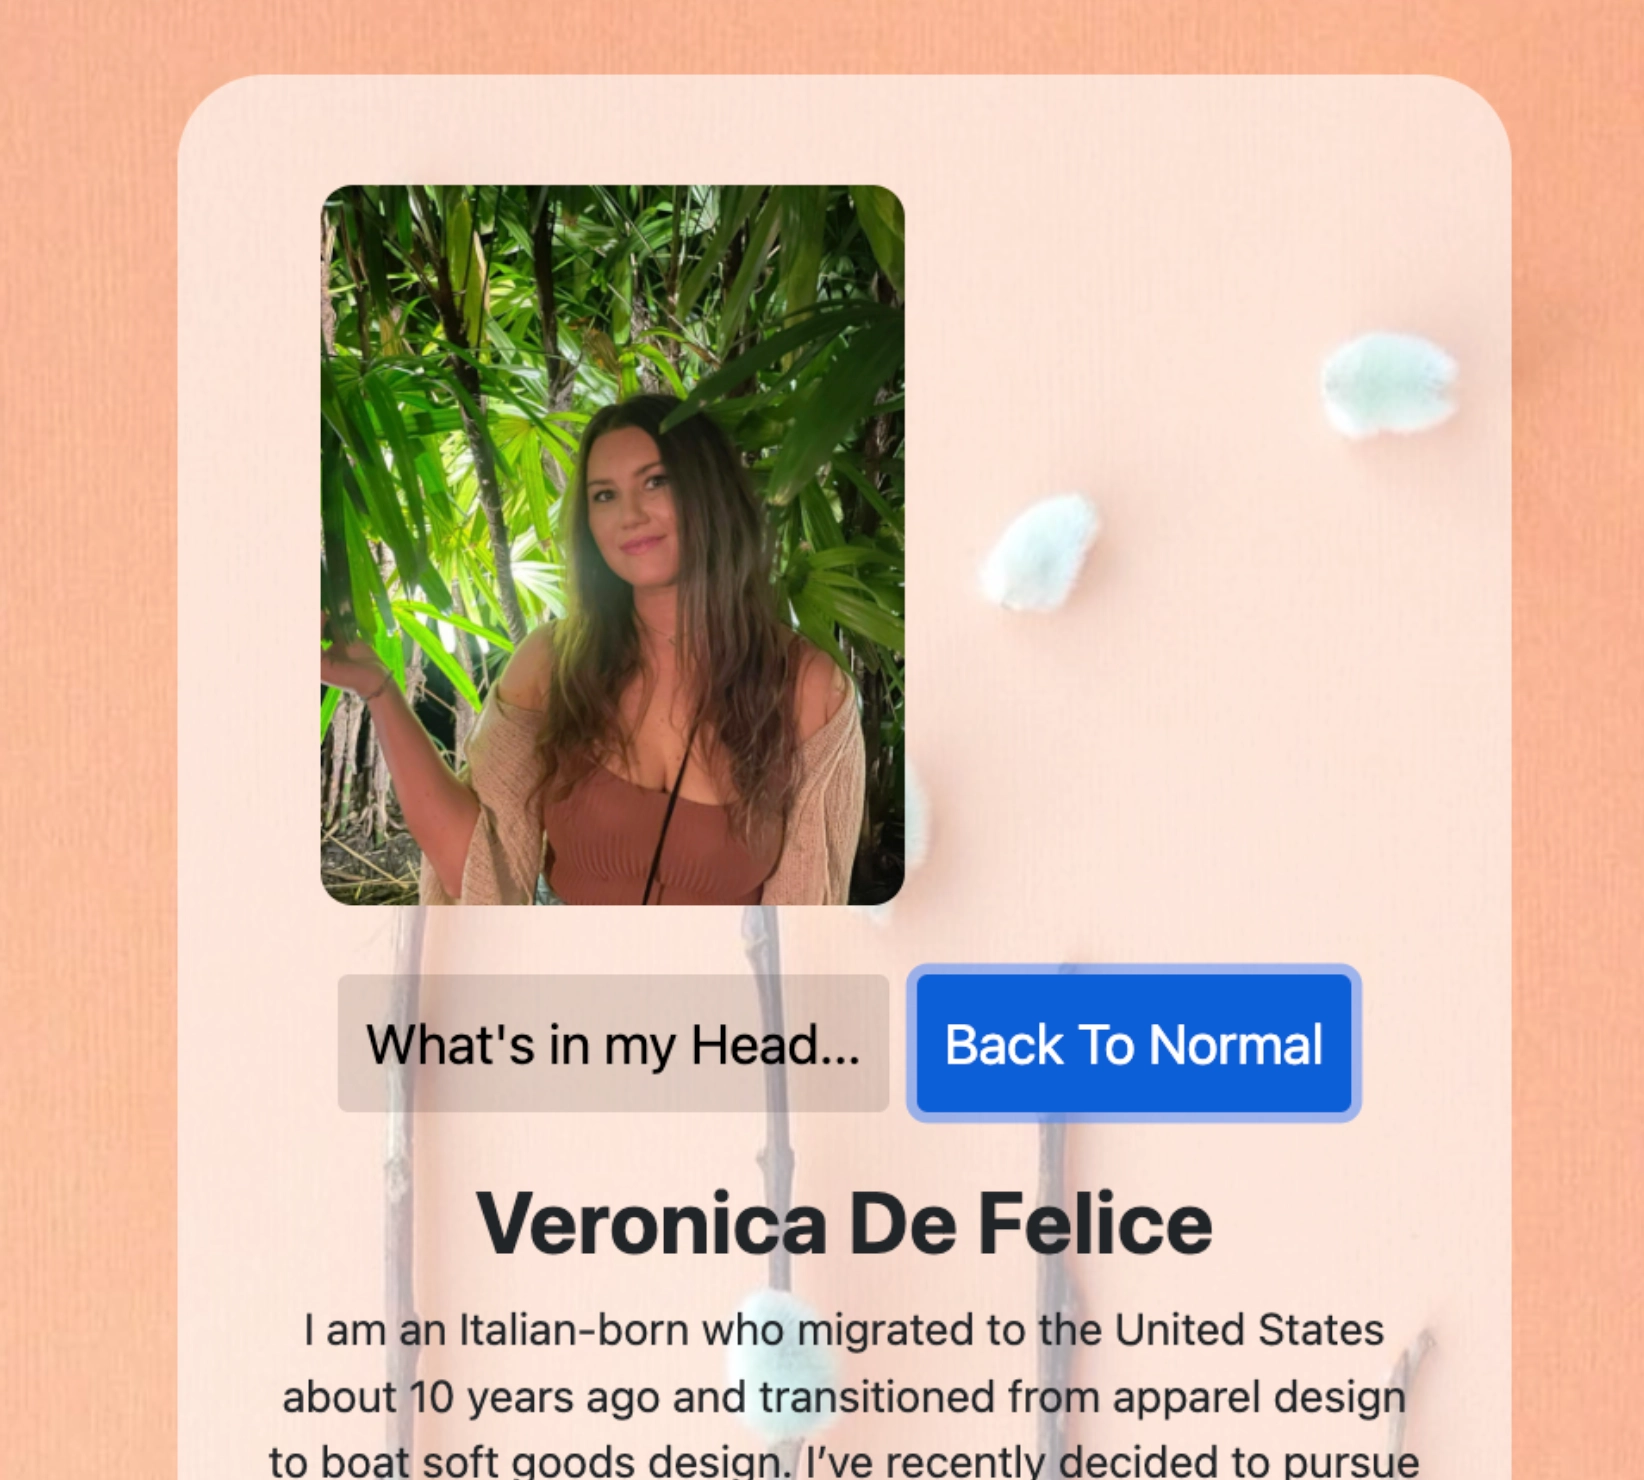 What's in my Head...
Back To Normal
Veronica De Felice
I am an Italian-born who migrated to the United States
about 10 years ago and transitioned from apparel design
to boat soft goods design. I’ve recently decided to pursue